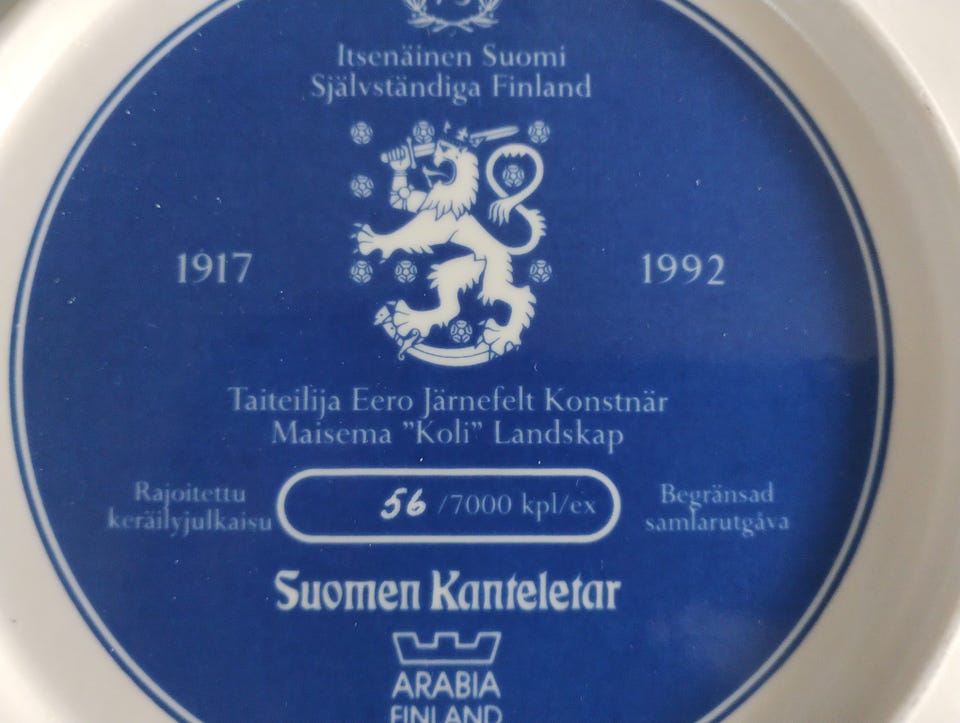 75
Itsenäinen Suomi
Självständiga Finland
1917
1992
Taiteilija Eero Järnefelt Konstnär
Maisema "Koli" Landskap
Rajoitettu
keräilyjulkaisu
56 /7000 kpl/ex
Begränsad
samlarutgåva
Suomen Kanteletar
ARABIA
FINLAND